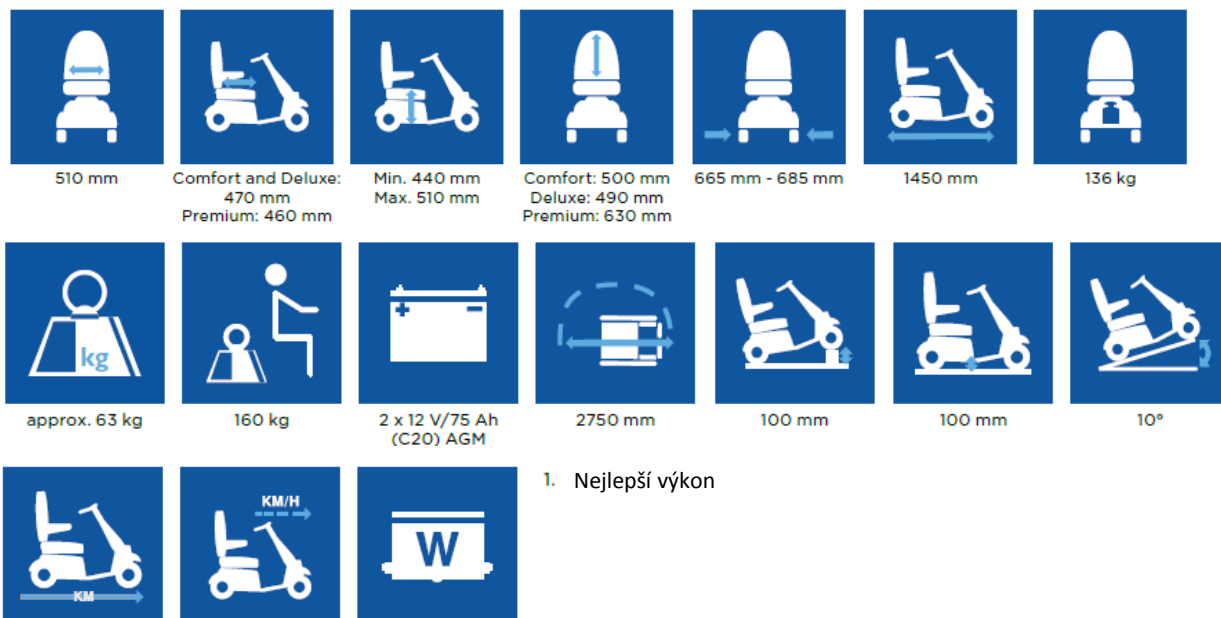 510 mm
Comfort and Deluxe:
470 mm
Premium: 460 mm
Min. 440 mm
Max. 510 mm
Comfort: 500 mm
Deluxe: 490 mm
Premium: 630 mm
665 mm - 685 mm
1450 mm
136 kg
kg
approx. 63 kg
160 kg
+ -
2 x 12 V/75 Ah
(C20) AGM
2750 mm
100 mm
100 mm
10°
KM
KM/H
W
1. Nejlepší výkon